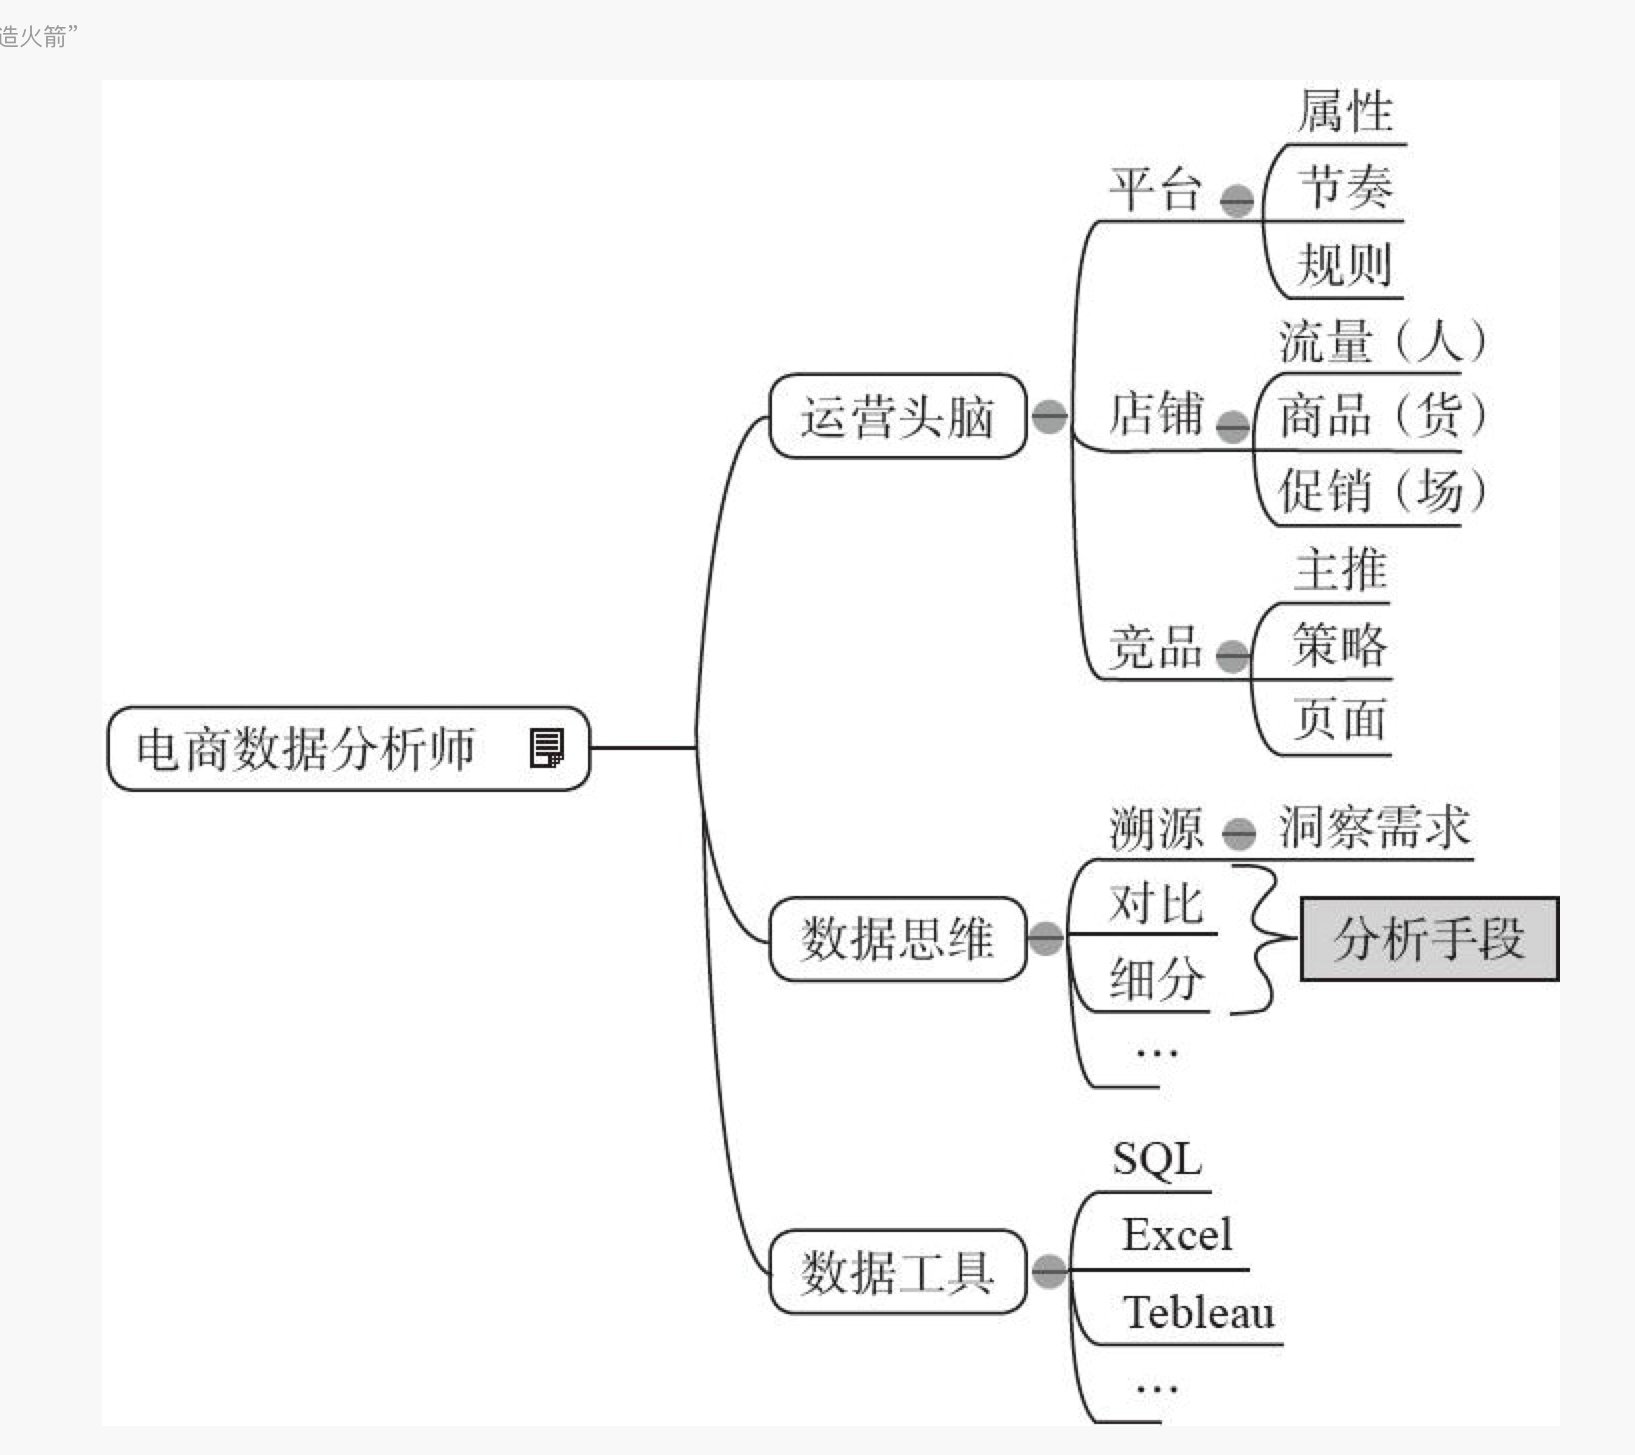 造火箭”
电商数据分析师
运营头脑
平台
属性
节奏
规则
店铺
流量（人）
商品（货）
促销（场）
竞品
主推
策略
页面
数据思维
溯源
洞察需求
对比
细分
…
分析手段
数据工具
SQL
Excel
Tebleau
…